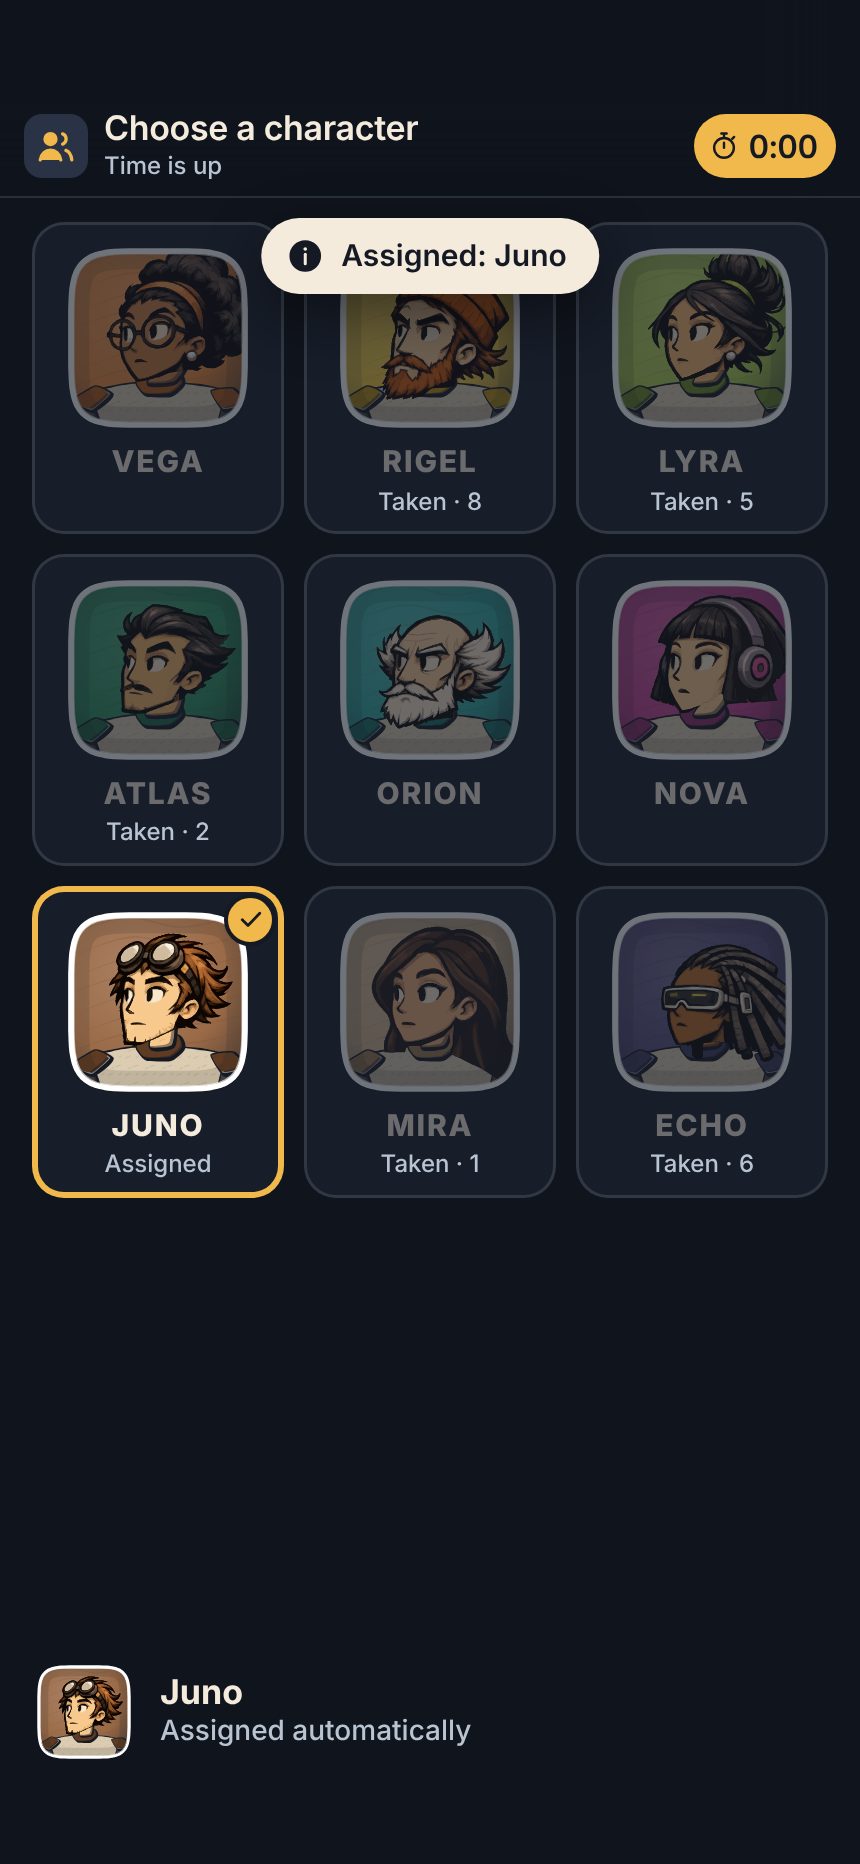 Choose a character
Time is up
0:00
Assigned: Juno
VEGA
RIGEL
Taken · 8
LYRA
Taken · 5
ATLAS
Taken · 2
ORION
NOVA
JUNO
Assigned
MIRA
Taken · 1
ECHO
Taken · 6
Juno
Assigned automatically